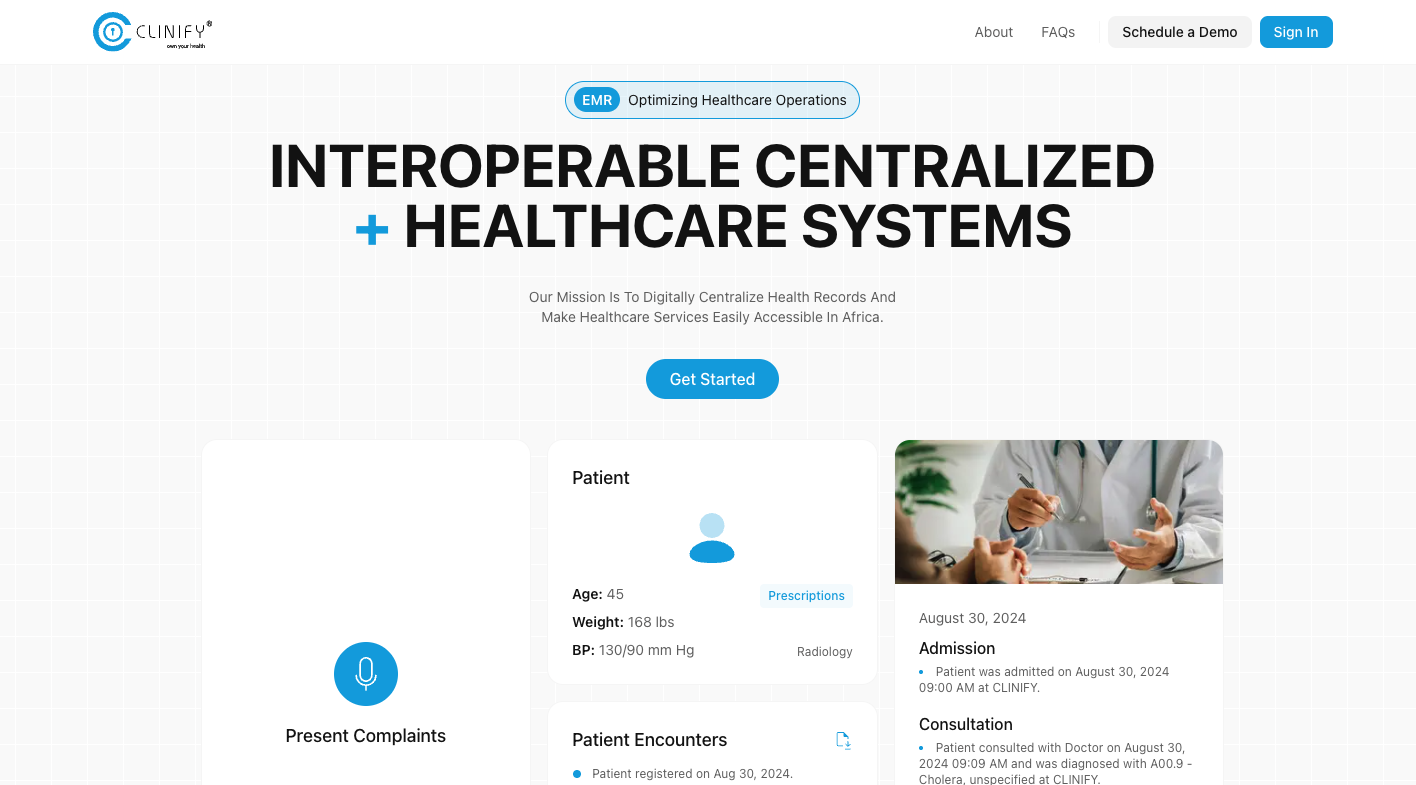 CLINIFY®
own your health
About
FAQs
Schedule a Demo
Sign In
EMR Optimizing Healthcare Operations
INTEROPERABLE CENTRALIZED
+ HEALTHCARE SYSTEMS
Our Mission Is To Digitally Centralize Health Records And
Make Healthcare Services Easily Accessible In Africa.
Get Started
Present Complaints
Patient
Age: 45
Prescriptions
Weight: 168 lbs
BP: 130/90 mm Hg
Radiology
Patient Encounters
Patient registered on Aug 30, 2024.
August 30, 2024
Admission
Patient was admitted on August 30, 2024
09:00 AM at CLINIFY.
Consultation
Patient consulted with Doctor on August 30,
2024 09:09 AM and was diagnosed with A00.9 -
Cholera, unspecified at CLINIFY.